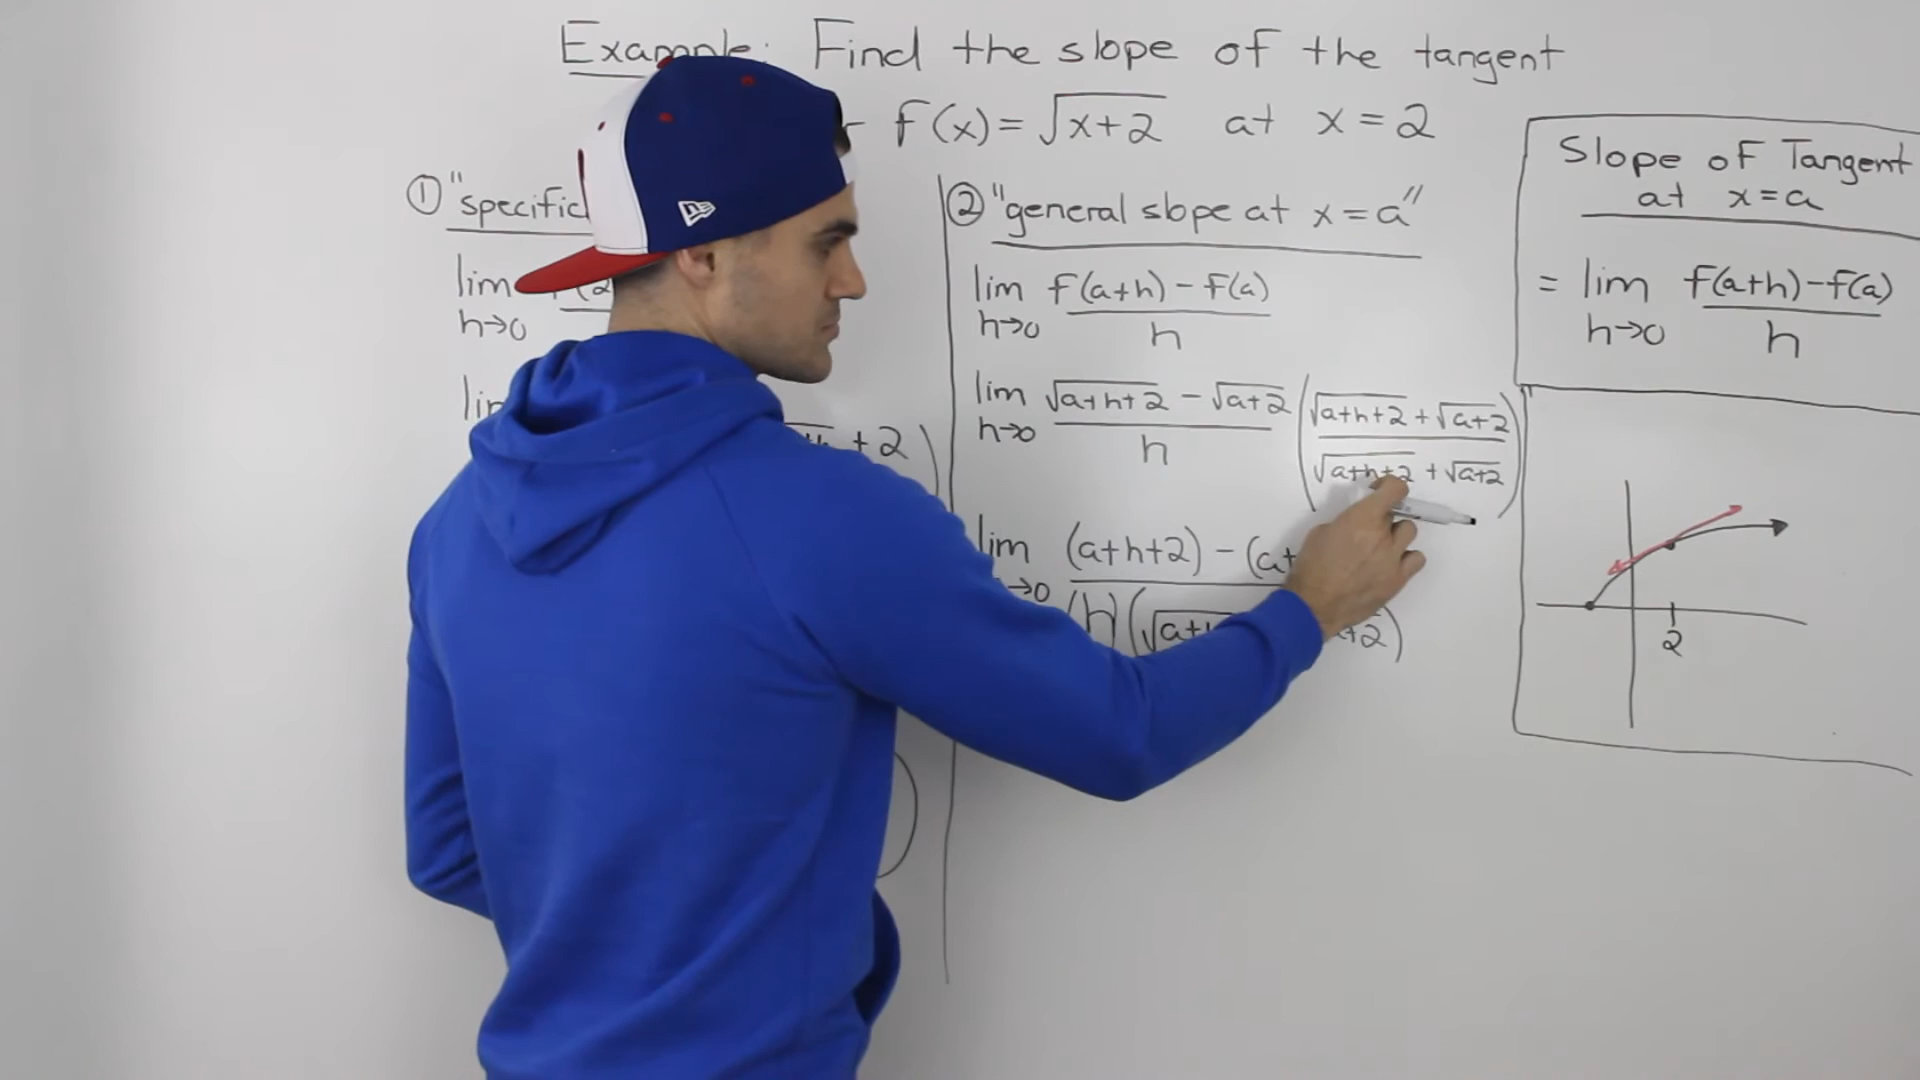 Example: Find the slope of the tangent
f(x) = √(x+2) at x = 2
① "specific
lim
h→0
+ 2
② "general slope at x = a"
lim f(a+h) - f(a)
h→0 h
lim √(a+h+2) - √(a+2) (√(a+h+2) + √(a+2))
h→0 h (√(a+h+2) + √(a+2))
lim (a+h+2) - (a+
→0 (h)(√(a+ +2)
Slope of Tangent
at x = a
= lim f(a+h) - f(a)
h→0 h
2